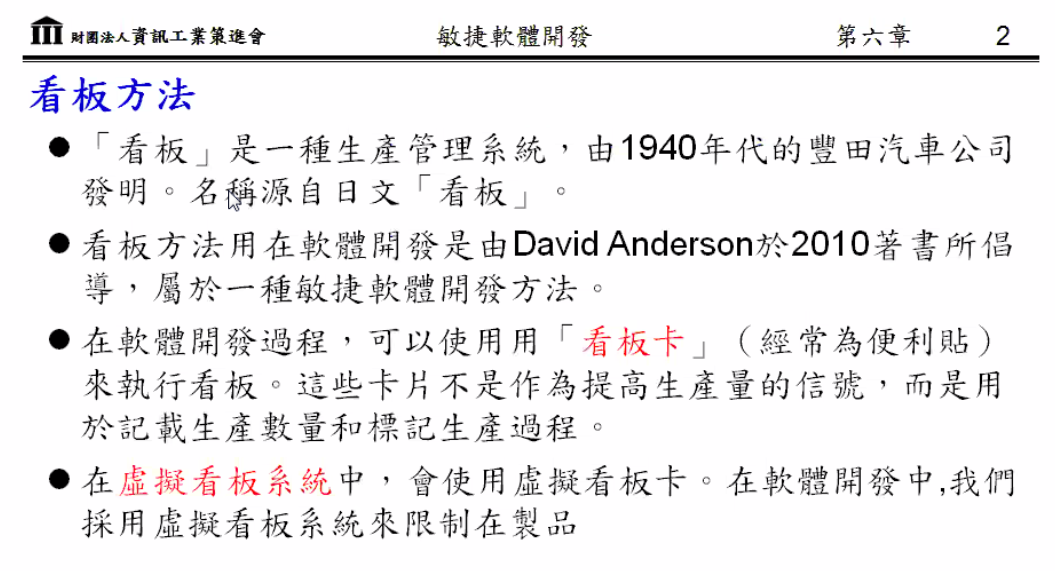 財團法人資訊工業策進會 敏捷軟體開發 第六章 2
看板方法
●「看板」是一種生產管理系統，由1940年代的豐田汽車公司
發明。名稱源自日文「看板」。
●看板方法用在軟體開發是由David Anderson於2010著書所倡
導，屬於一種敏捷軟體開發方法。
●在軟體開發過程，可以使用用「看板卡」（經常為便利貼）
來執行看板。這些卡片不是作為提高生產量的信號，而是用
於記載生產數量和標記生產過程。
●在虛擬看板系統中，會使用虛擬看板卡。在軟體開發中,我們
採用虛擬看板系統來限制在製品